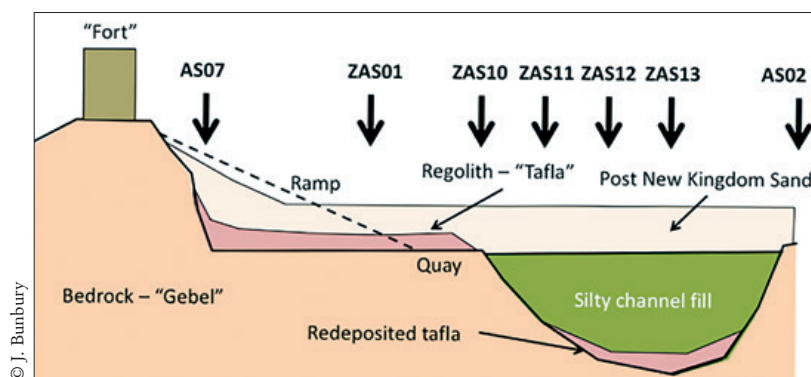 “Fort”
AS07
ZAS01
ZAS10
ZAS11
ZAS12
ZAS13
AS02
Ramp
Regolith – “Tafla”
Post New Kingdom Sand
Quay
Bedrock – “Gebel”
Silty channel fill
Redeposited tafla
© J. Bunbury